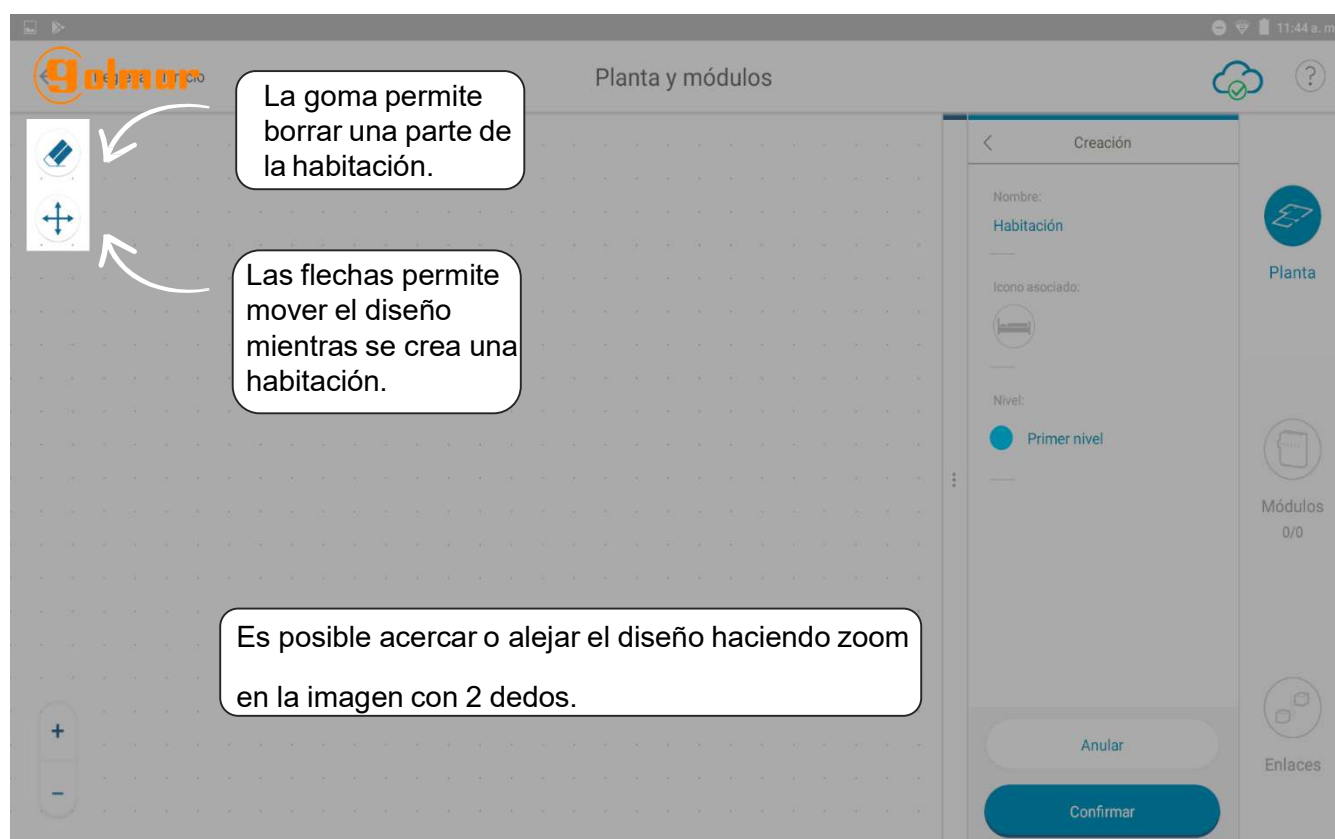 11:44 a. m
golmar
Planta y módulos
?
La goma permite
borrar una parte de
la habitación.
Las flechas permite
mover el diseño
mientras se crea una
habitación.
Es posible acercar o alejar el diseño haciendo zoom
en la imagen con 2 dedos.
+
−
Creación
Nombre:
Habitación
Icono asociado:
Nivel:
Primer nivel
Anular
Confirmar
Planta
Módulos
0/0
Enlaces